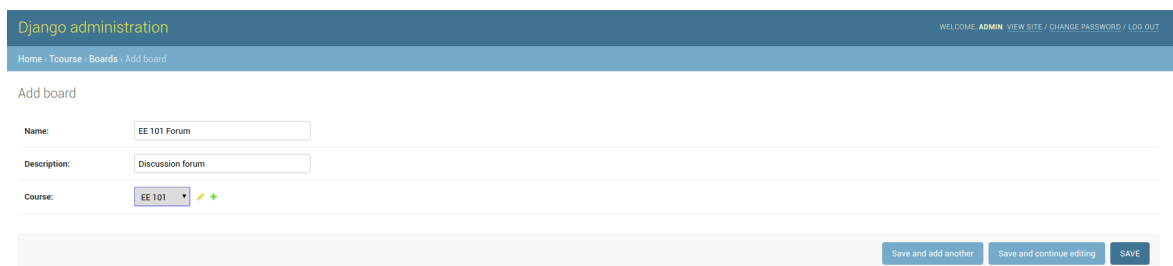 Django administration
WELCOME, ADMIN. VIEW SITE / CHANGE PASSWORD / LOG OUT
Home › Tcourse › Boards › Add board
Add board
Name: EE 101 Forum
Description: Discussion forum
Course: EE 101
Save and add another Save and continue editing SAVE